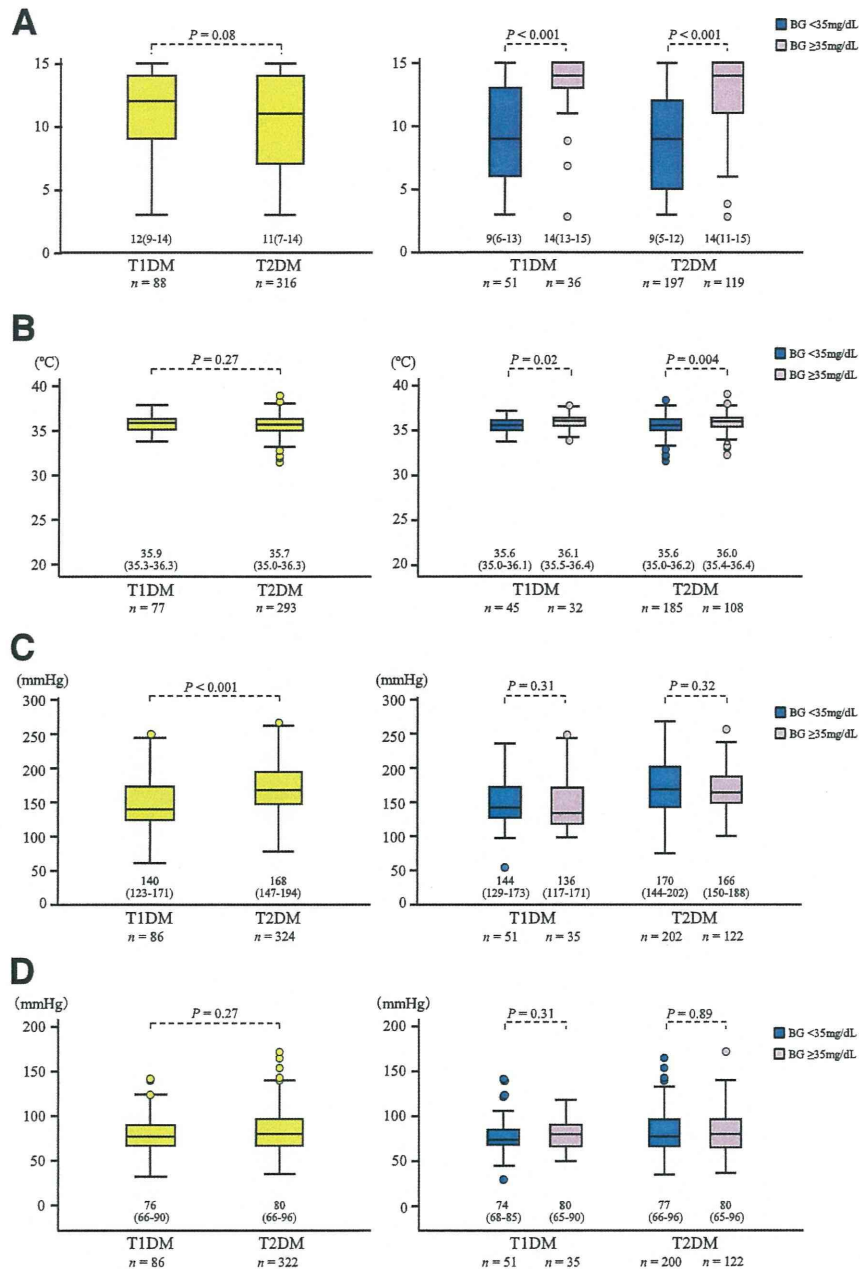 A
P = 0.08
P < 0.001
P < 0.001
BG <35mg/dL
BG ≥35mg/dL
15
10
5
0
12(9-14)
11(7-14)
T1DM
T2DM
n = 88
n = 316
15
10
5
0
9(6-13)
14(13-15)
9(5-12)
14(11-15)
T1DM
T2DM
n = 51
n = 36
n = 197
n = 119
B
(°C)
P = 0.27
40
35
30
25
20
35.9
(35.3-36.3)
35.7
(35.0-36.3)
T1DM
T2DM
n = 77
n = 293
(°C)
P = 0.02
P = 0.004
BG <35mg/dL
BG ≥35mg/dL
40
35
30
25
20
35.6
(35.0-36.1)
36.1
(35.5-36.4)
35.6
(35.0-36.2)
36.0
(35.4-36.4)
T1DM
T2DM
n = 45
n = 32
n = 185
n = 108
C
(mmHg)
P < 0.001
300
250
200
150
100
50
0
140
(123-171)
168
(147-194)
T1DM
T2DM
n = 86
n = 324
(mmHg)
P = 0.31
P = 0.32
BG <35mg/dL
BG ≥35mg/dL
300
250
200
150
100
50
0
144
(129-173)
136
(117-171)
170
(144-202)
166
(150-188)
T1DM
T2DM
n = 51
n = 35
n = 202
n = 122
D
(mmHg)
P = 0.27
200
150
100
50
0
76
(66-90)
80
(66-96)
T1DM
T2DM
n = 86
n = 322
(mmHg)
P = 0.31
P = 0.89
BG <35mg/dL
BG ≥35mg/dL
200
150
100
50
0
74
(68-85)
80
(65-90)
77
(66-96)
80
(65-96)
T1DM
T2DM
n = 51
n = 35
n = 200
n = 122